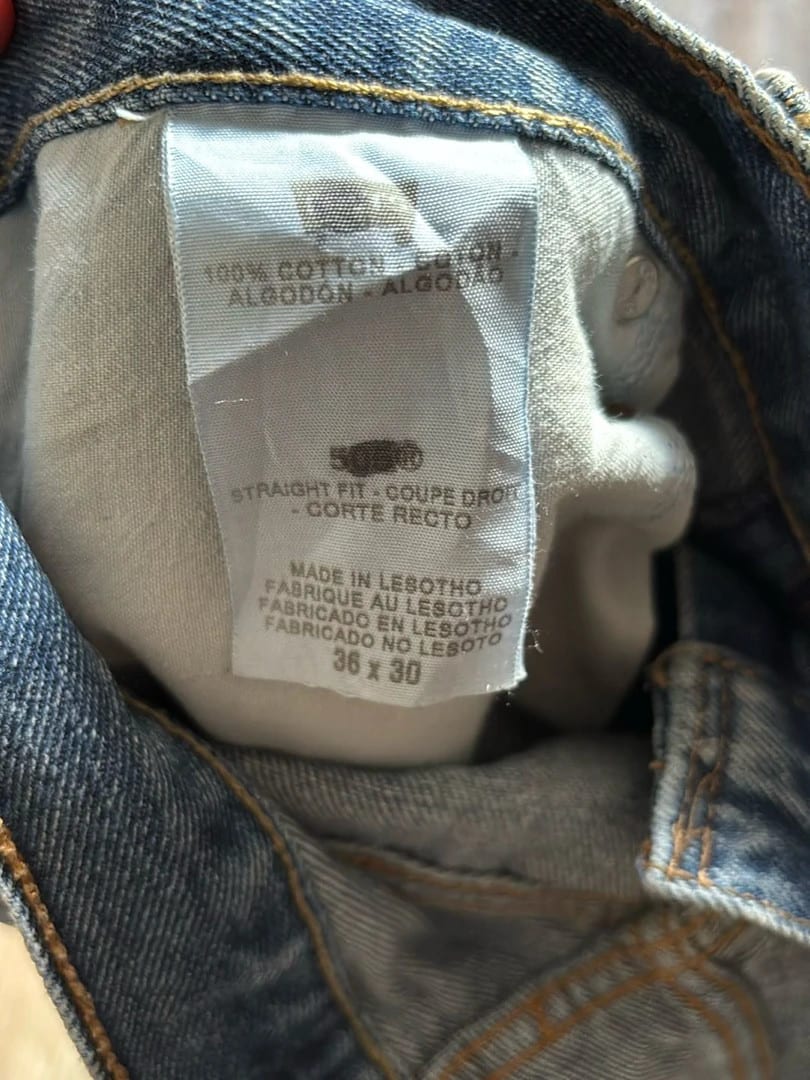 100% COTTON - COTON -
ALGODÓN - ALGODÃO
STRAIGHT FIT - COUPE DROIT
- CORTE RECTO
MADE IN LESOTHO
FABRIQUE AU LESOTHO
FABRICADO EN LESOTHO
FABRICADO NO LESOTO
36 x 30